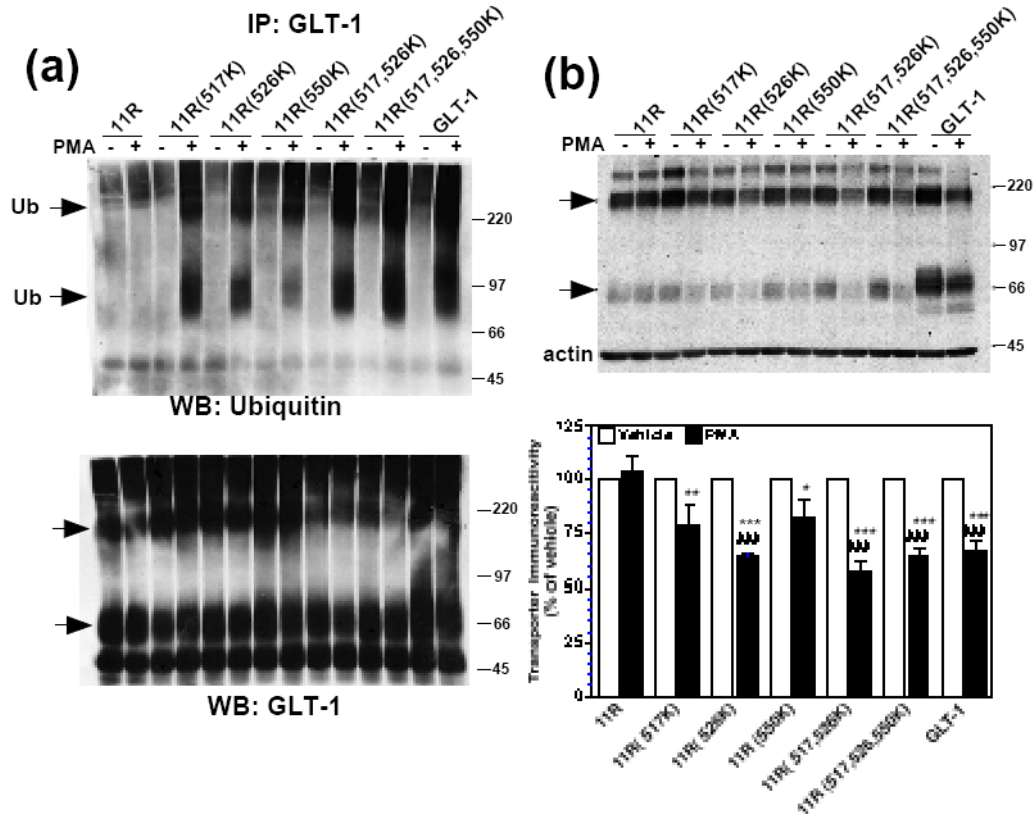 IP: GLT-1
(a)
11R 11R(517K) 11R(526K) 11R(550K) 11R(517,526K) 11R(517,526,550K) GLT-1
PMA - + - + - + - + - + - + - +
Ub
220
Ub
97
66
45
WB: Ubiquitin
220
97
66
45
WB: GLT-1
(b)
11R 11R(517K) 11R(526K) 11R(550K) 11R(517,526K) 11R(517,526,550K) GLT-1
PMA - + - + - + - + - + - + - +
220
97
66
45
actin
125
100
75
50
25
0
Transporter Immunoreacitivity
(% of vehicle)
Vehicle PMA
** *** * *** *** ***
11R 11R( 517K) 11R (526K) 11R (550K) 11R( 517,526K) 11R (517,526,550K) GLT-1